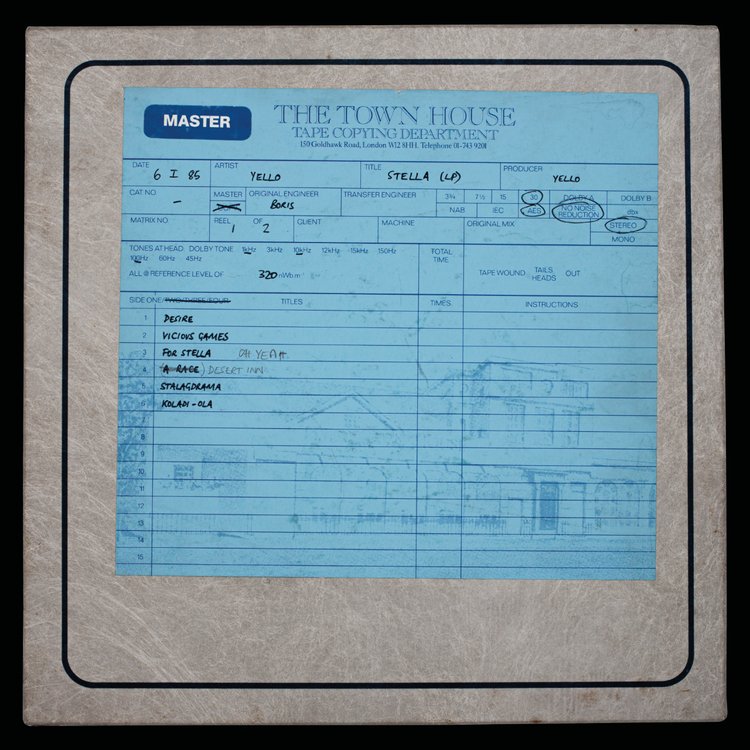 MASTER
THE TOWN HOUSE
TAPE COPYING DEPARTMENT
150 Goldhawk Road, London W12 8HH. Telephone 01-743 9201
DATE 6 I 85 ARTIST YELLO TITLE STELLA (LP) PRODUCER YELLO
CAT NO. – MASTER ORIGINAL ENGINEER BORIS TRANSFER ENGINEER 3¾ 7½ 15 30 DOLBY A DOLBY B
NAB IEC AES NO NOISE REDUCTION dbx
MATRIX NO. REEL 1 OF 2 CLIENT MACHINE ORIGINAL MIX STEREO
MONO
TONES AT HEAD DOLBY TONE 1kHz 3kHz 10kHz 12kHz 15kHz 150Hz TOTAL TIME
100Hz 60Hz 45Hz
ALL @ REFERENCE LEVEL OF 320 nWb m TAPE WOUND TAILS HEADS OUT
SIDE ONE/TWO/THREE/FOUR TITLES TIMES INSTRUCTIONS
1 DESIRE
2 VICIOUS GAMES
3 FOR STELLA OH YEAH
4 A RACE) DESERT INN
5 STALAGDRAMA
6 KOLADI-OLA
7
8
9
10
11
12
13
14
15